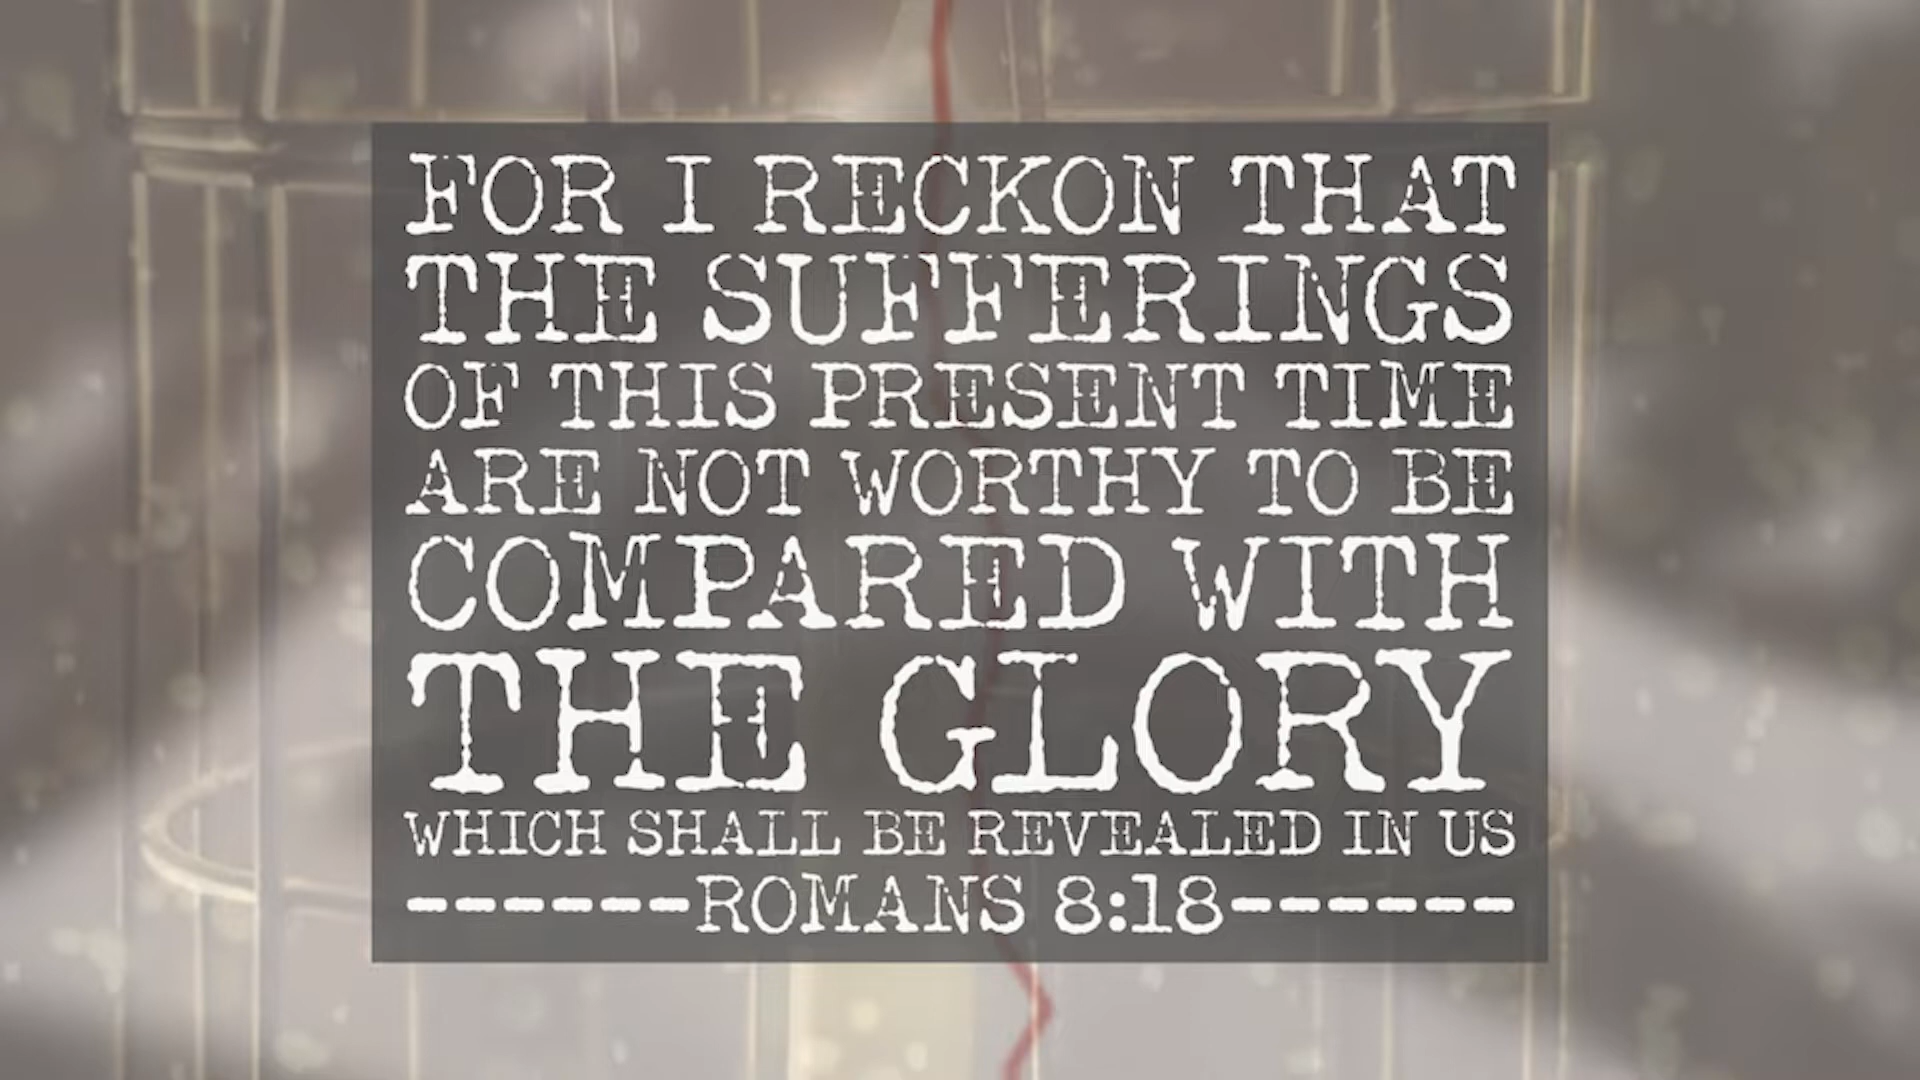 FOR I RECKON THAT
THE SUFFERINGS
OF THIS PRESENT TIME
ARE NOT WORTHY TO BE
COMPARED WITH
THE GLORY
WHICH SHALL BE REVEALED IN US
------ROMANS 8:18------